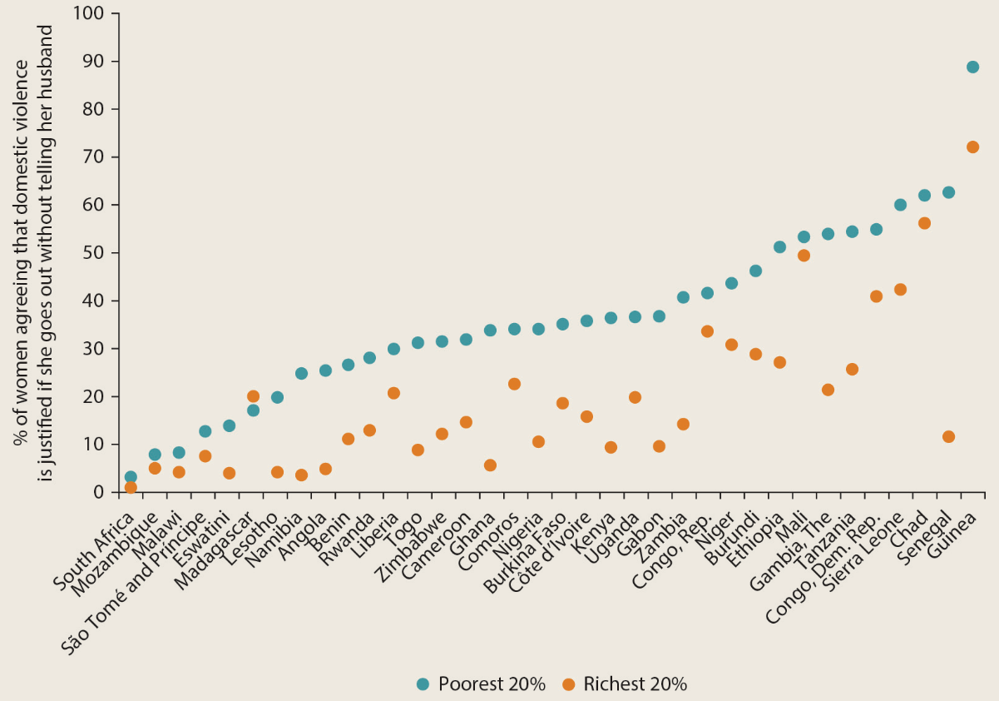 % of women agreeing that domestic violence
is justified if she goes out without telling her husband
100
90
80
70
60
50
40
30
20
10
0
South Africa
Mozambique
Malawi
São Tomé and Príncipe
Eswatini
Madagascar
Lesotho
Namibia
Angola
Benin
Rwanda
Liberia
Togo
Zimbabwe
Cameroon
Ghana
Comoros
Nigeria
Burkina Faso
Côte d'Ivoire
Kenya
Uganda
Gabon
Zambia
Congo, Rep.
Niger
Burundi
Ethiopia
Mali
Gambia, The
Tanzania
Congo, Dem. Rep.
Sierra Leone
Chad
Senegal
Guinea
Poorest 20% Richest 20%